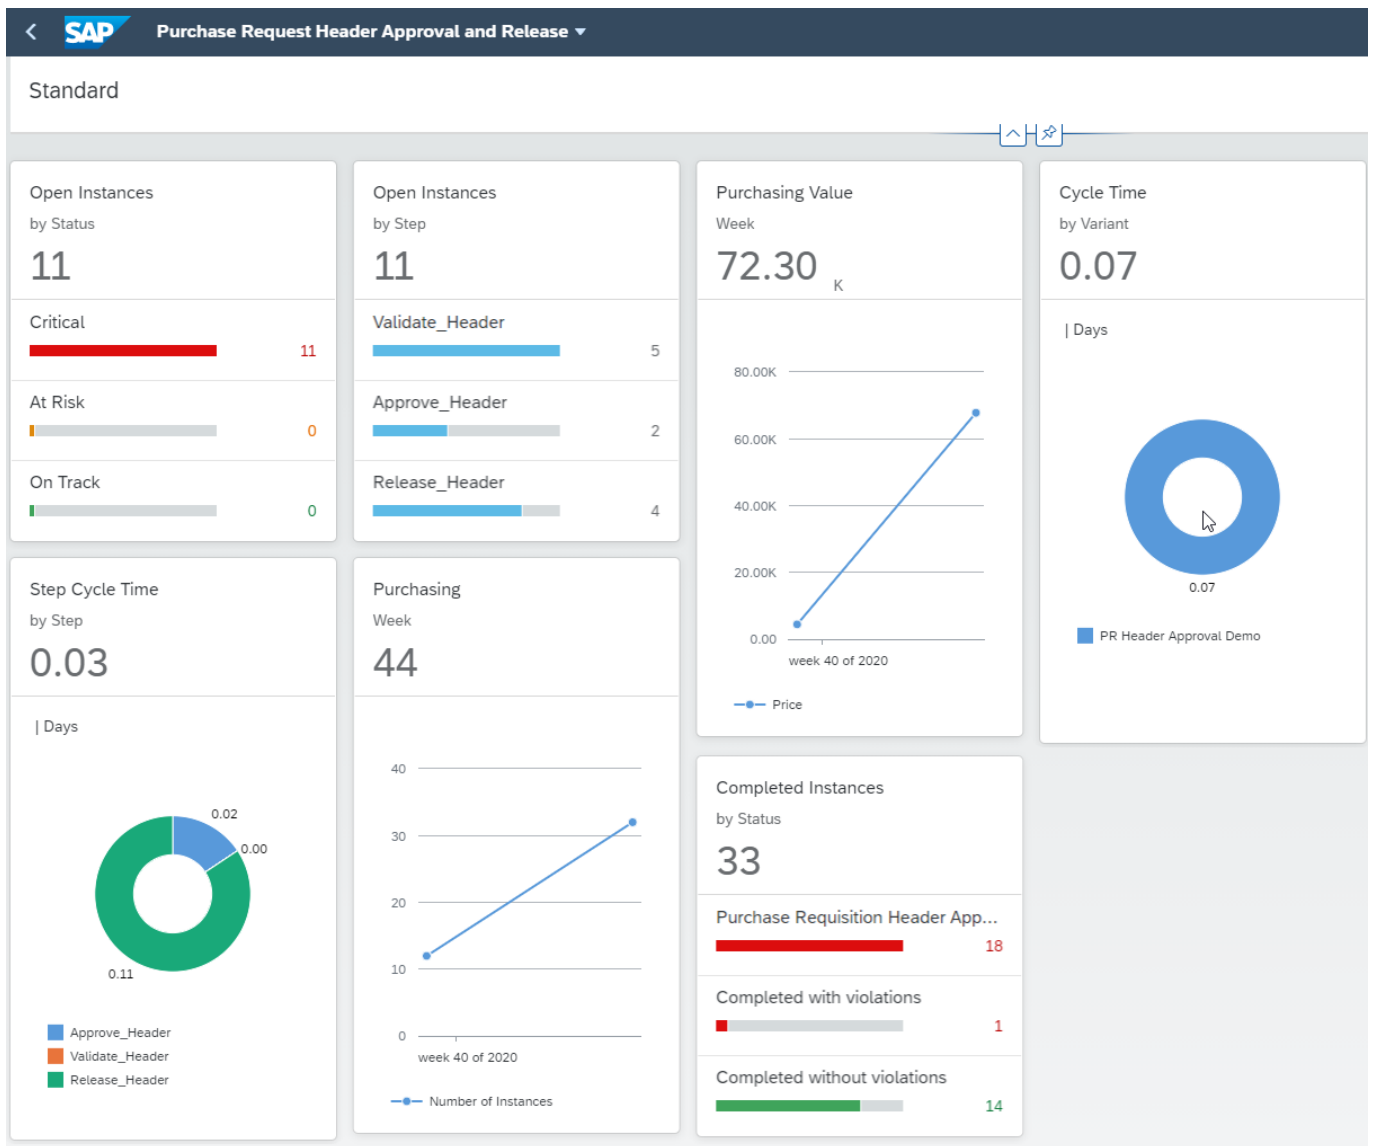 SAP Purchase Request Header Approval and Release
Standard
Open Instances
by Status
11
Critical
11
At Risk
0
On Track
0
Open Instances
by Step
11
Validate_Header
5
Approve_Header
2
Release_Header
4
Purchasing Value
Week
72.30 K
80.00K
60.00K
40.00K
20.00K
0.00
week 40 of 2020
Price
Cycle Time
by Variant
0.07
| Days
0.07
PR Header Approval Demo
Step Cycle Time
by Step
0.03
| Days
0.02
0.00
0.11
Approve_Header
Validate_Header
Release_Header
Purchasing
Week
44
40
30
20
10
0
week 40 of 2020
Number of Instances
Completed Instances
by Status
33
Purchase Requisition Header App...
18
Completed with violations
1
Completed without violations
14